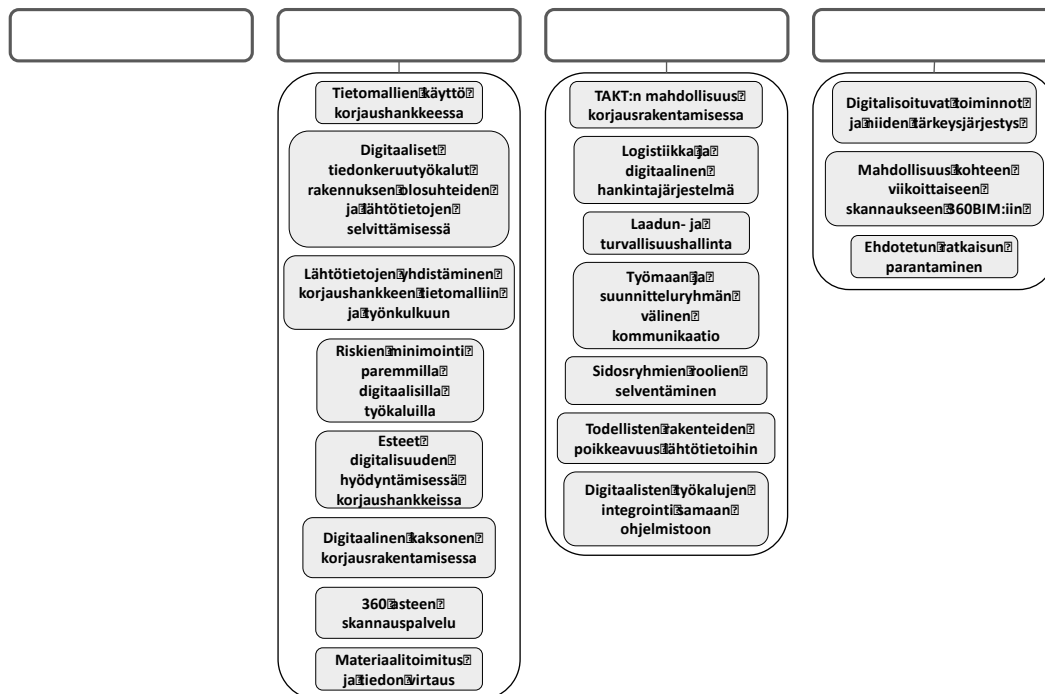 Tietomallien käyttö
korjaushankkeessa
Digitaaliset
tiedonkeruutyökalut
rakennuksen olosuhteiden
ja lähtötietojen
selvittämisessä
Lähtötietojen yhdistäminen
korjaushankkeen tietomalliin
ja työnkulkuun
Riskien minimointi
paremmilla
digitaalisilla
työkaluilla
Esteet
digitalisuuden
hyödyntämisessä
korjaushankkeissa
Digitaalinen kaksonen
korjausrakentamisessa
360 asteen
skannauspalvelu
Materiaalitoimitus
ja tiedon virtaus
TAKT:n mahdollisuus
korjausrakentamisessa
Logistiikka ja
digitaalinen
hankintajärjestelmä
Laadun- ja
turvallisuushallinta
Työmaan ja
suunnitteluryhmän
välinen
kommunikaatio
Sidosryhmien roolien
selventäminen
Todellisten rakenteiden
poikkeavuus lähtötietoihin
Digitaalisten työkalujen
integrointi samaan
ohjelmistoon
Digitalisoituvat toiminnot
ja niiden tärkeysjärjestys
Mahdollisuus kohteen
viikoittaiseen
skannaukseen 360BIM:iin
Ehdotetun ratkaisun
parantaminen